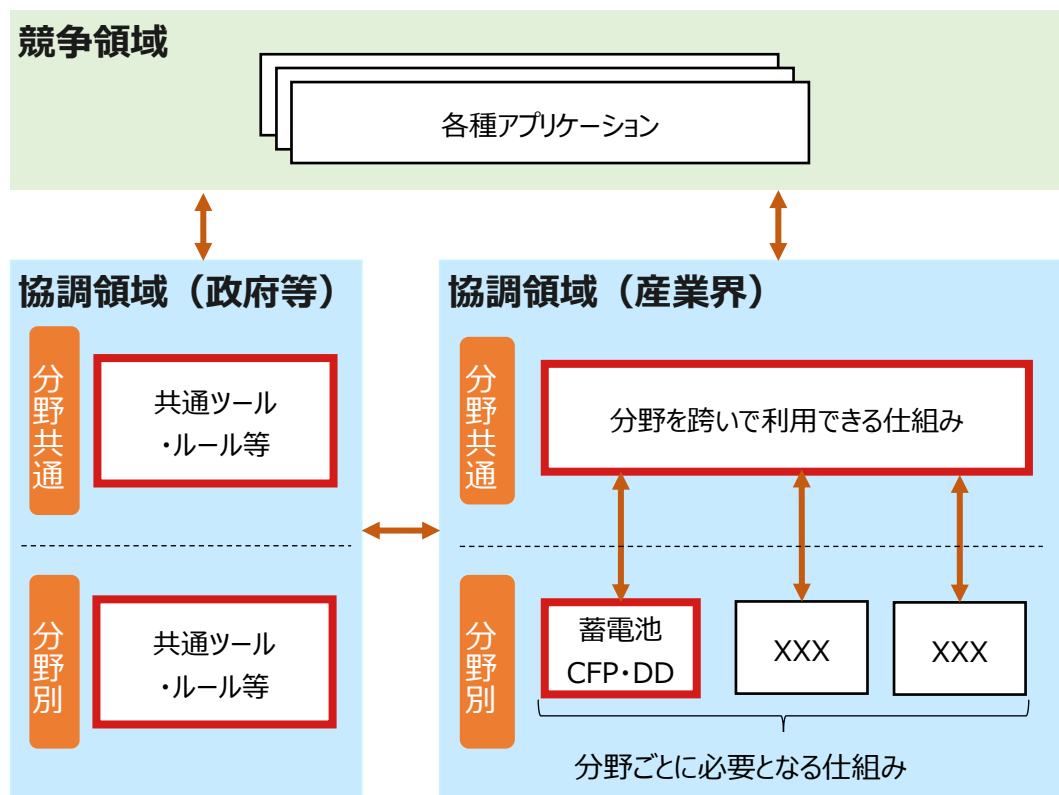 競争領域
各種アプリケーション
協調領域（政府等）
分野共通
共通ツール
・ルール等
分野別
共通ツール
・ルール等
協調領域（産業界）
分野共通
分野を跨いで利用できる仕組み
分野別
蓄電池
CFP・DD
XXX
XXX
分野ごとに必要となる仕組み